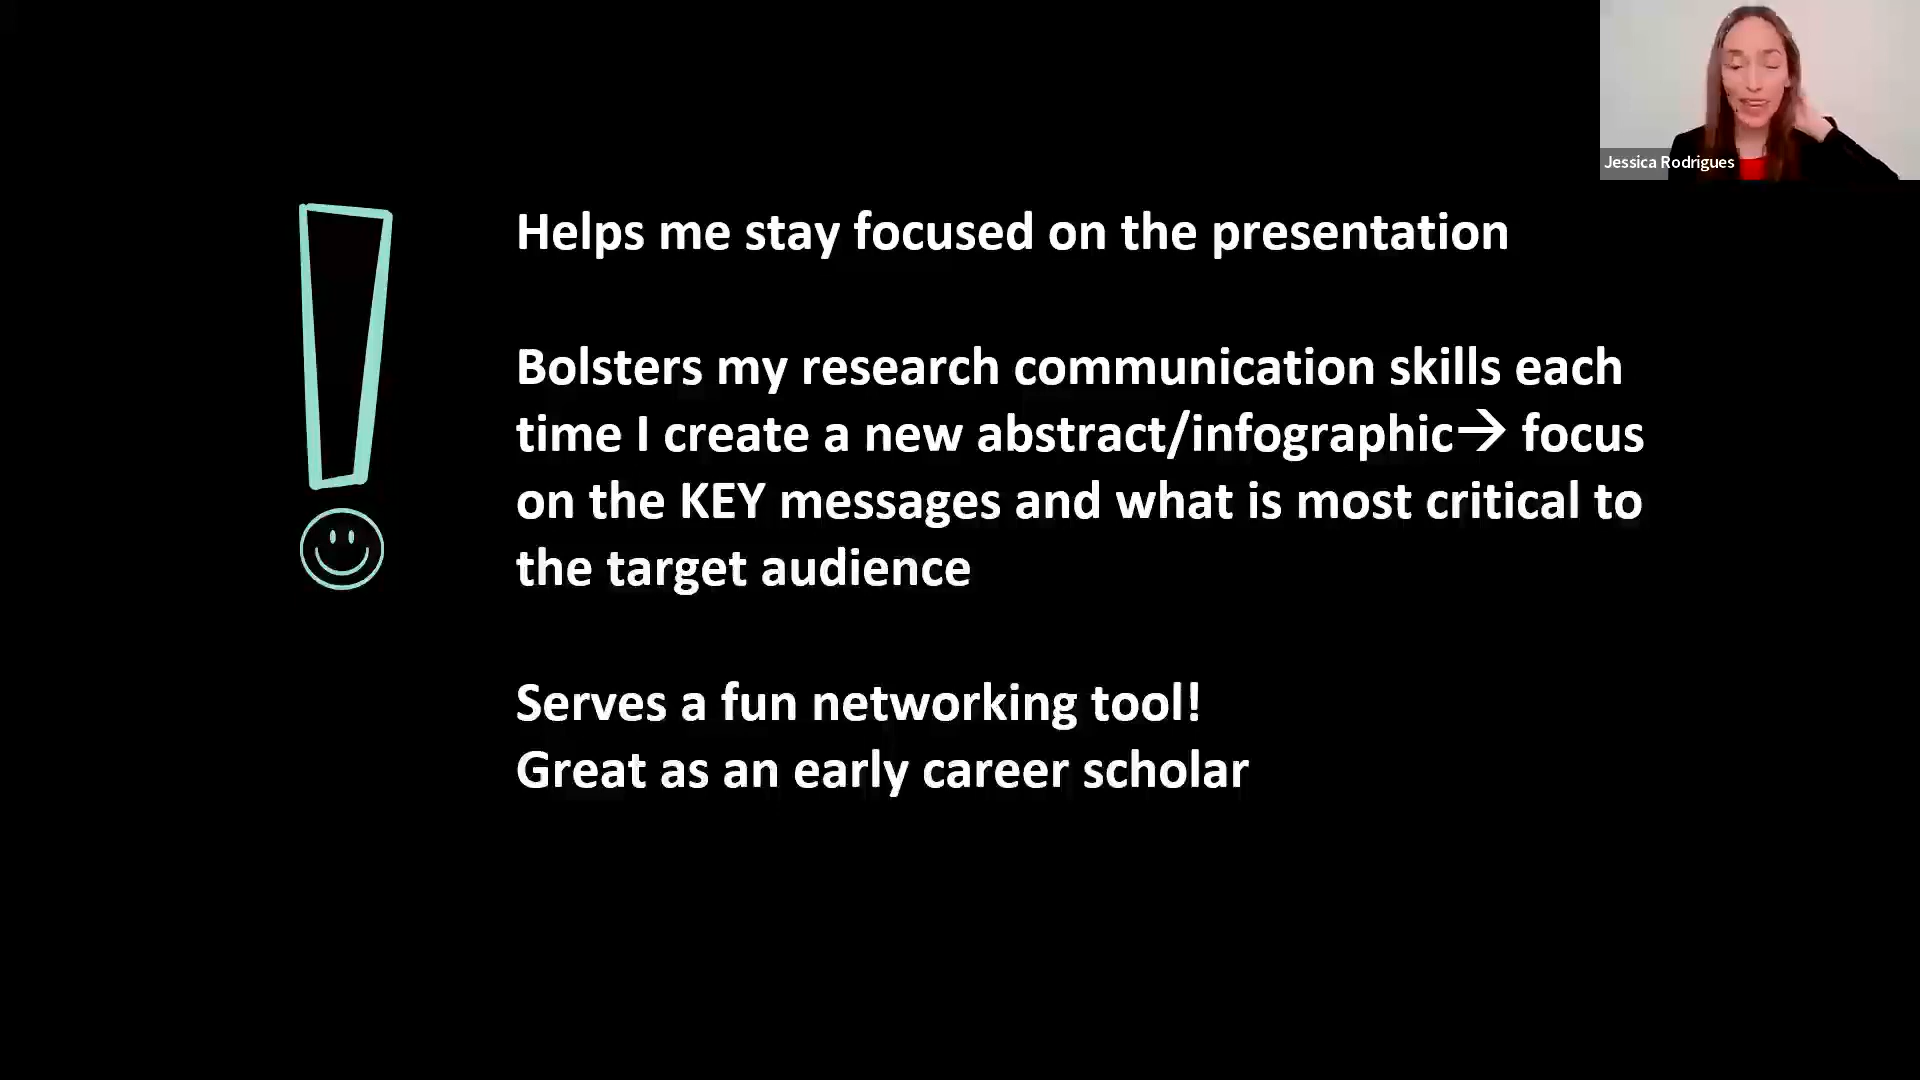 Jessica Rodrigues
Helps me stay focused on the presentation
Bolsters my research communication skills each
time I create a new abstract/infographic→ focus
on the KEY messages and what is most critical to
the target audience
Serves a fun networking tool!
Great as an early career scholar